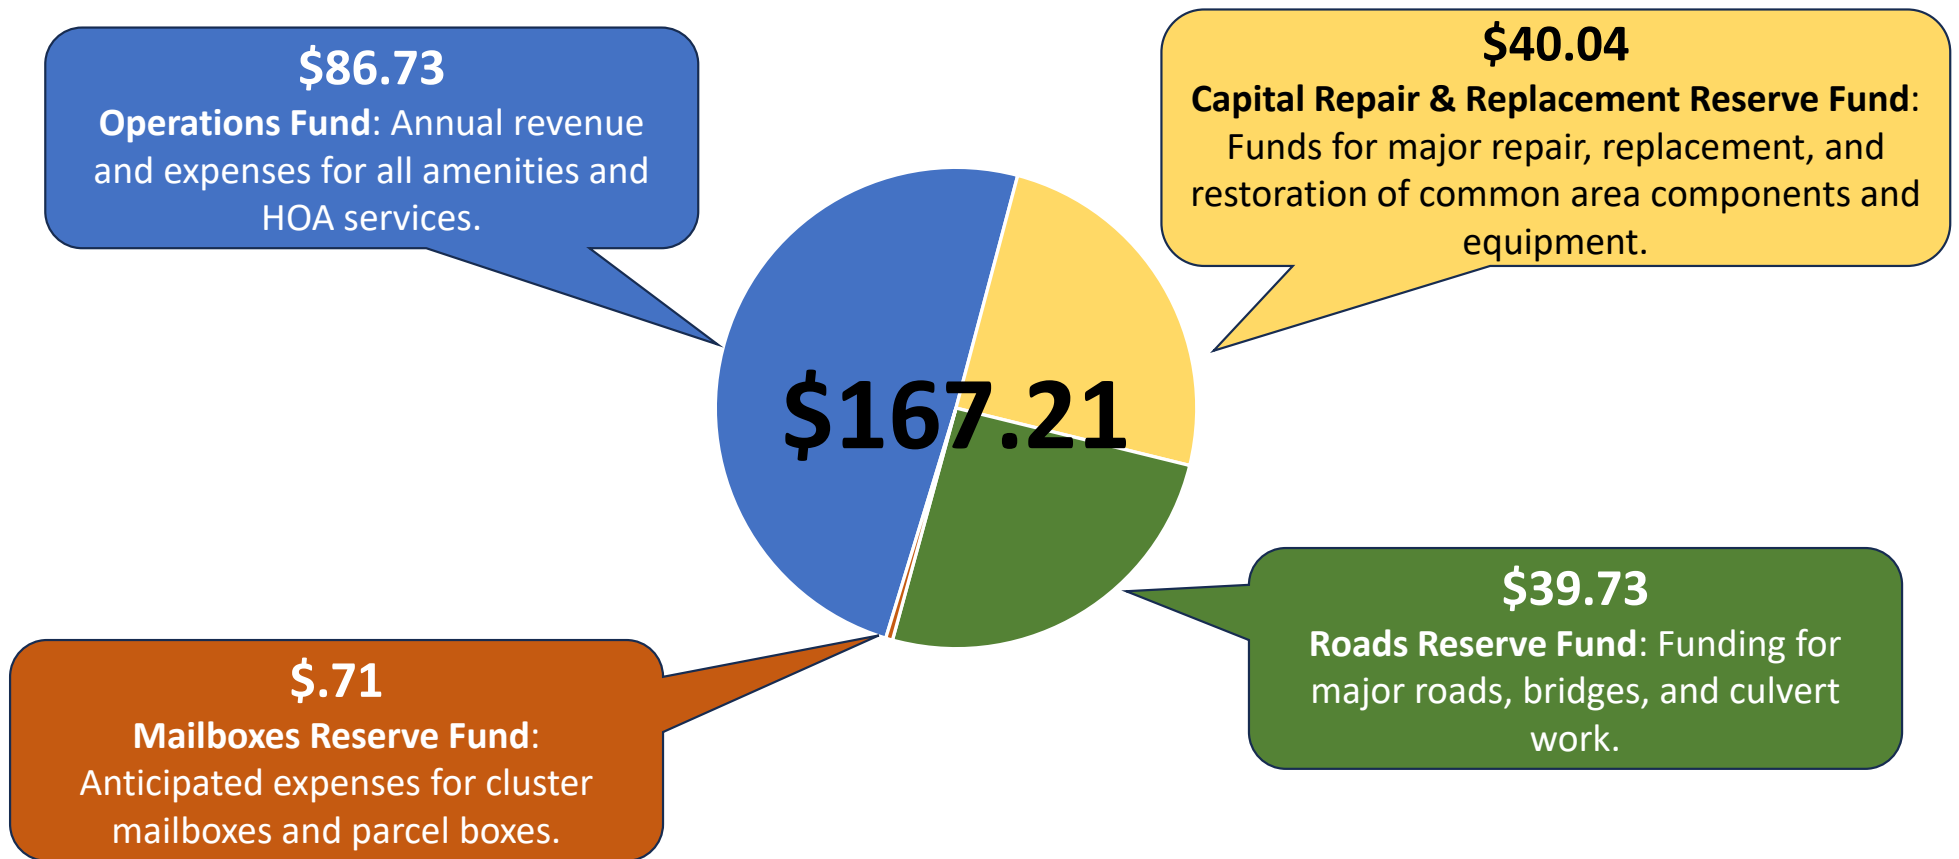 $86.73
Operations Fund: Annual revenue
and expenses for all amenities and
HOA services.
$40.04
Capital Repair & Replacement Reserve Fund:
Funds for major repair, replacement, and
restoration of common area components and
equipment.
$167.21
$.71
Mailboxes Reserve Fund:
Anticipated expenses for cluster
mailboxes and parcel boxes.
$39.73
Roads Reserve Fund: Funding for
major roads, bridges, and culvert
work.